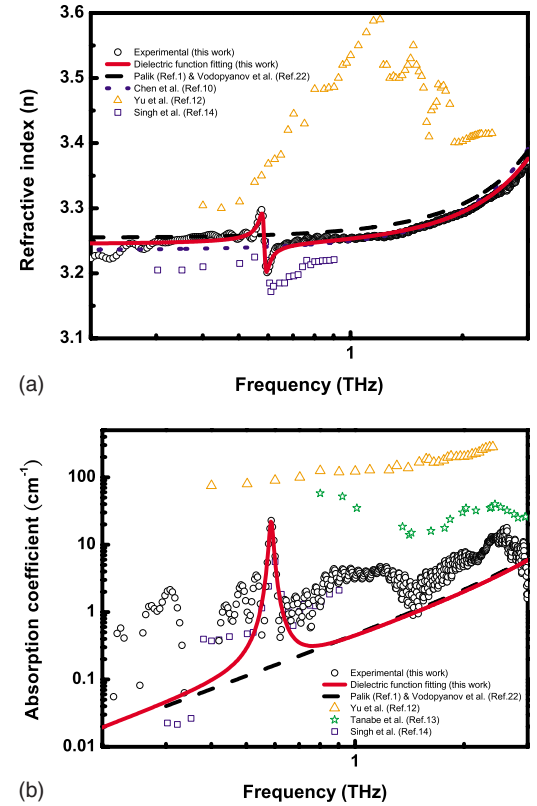 3.6
3.5
3.4
3.3
3.2
3.1
Refractive index (n)
Experimental (this work)
Dielectric function fitting (this work)
Palik (Ref.1) & Vodopyanov et al. (Ref.22)
Chen et al. (Ref.10)
Yu et al. (Ref.12)
Singh et al. (Ref.14)
1
(a)
Frequency (THz)
100
10
1
0.1
0.01
Absorption coefficient (cm⁻¹)
Experimental (this work)
Dielectric function fitting (this work)
Palik (Ref.1) & Vodopyanov et al. (Ref.22)
Yu et al. (Ref.12)
Tanabe et al. (Ref.13)
Singh et al. (Ref.14)
1
(b)
Frequency (THz)